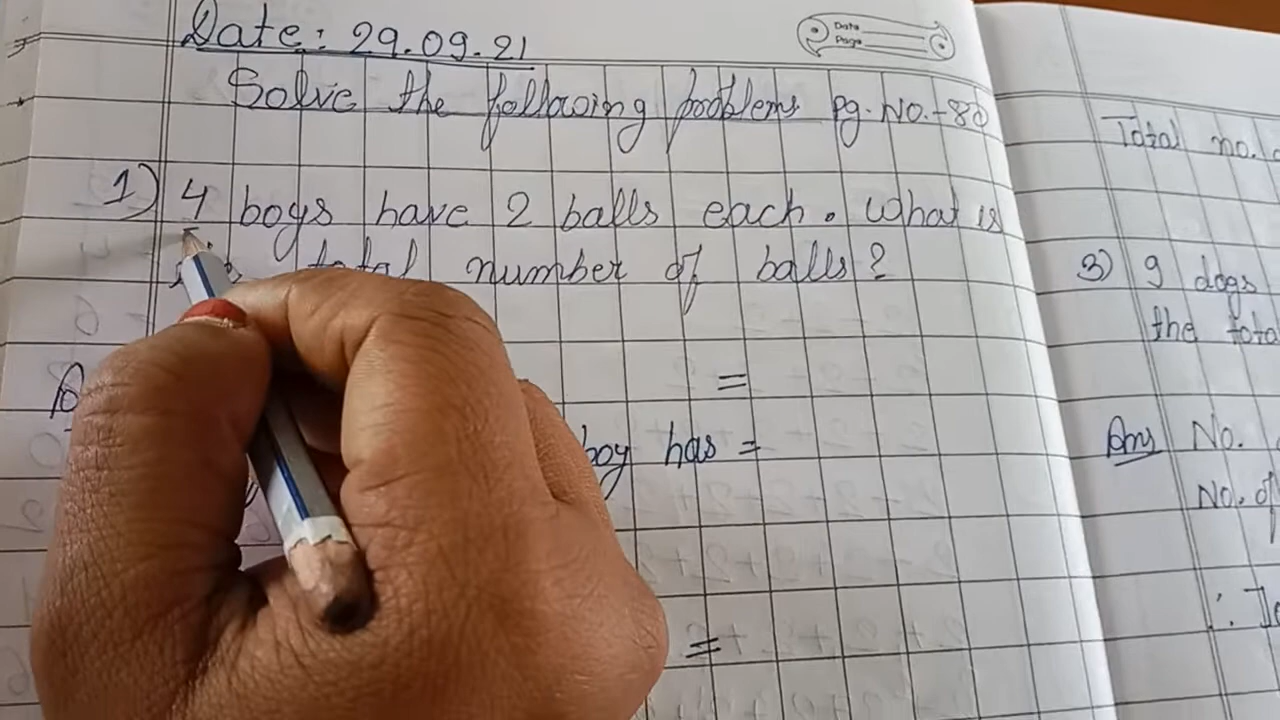 Date
Page
Date: 29.09.21
Solve the following problems pg. No.-80
1) 4 boys have 2 balls each. What is
total number of balls?
=
boy has =
=
Total no.
3) 9 dogs
the total
Ans No.
No. of
∴